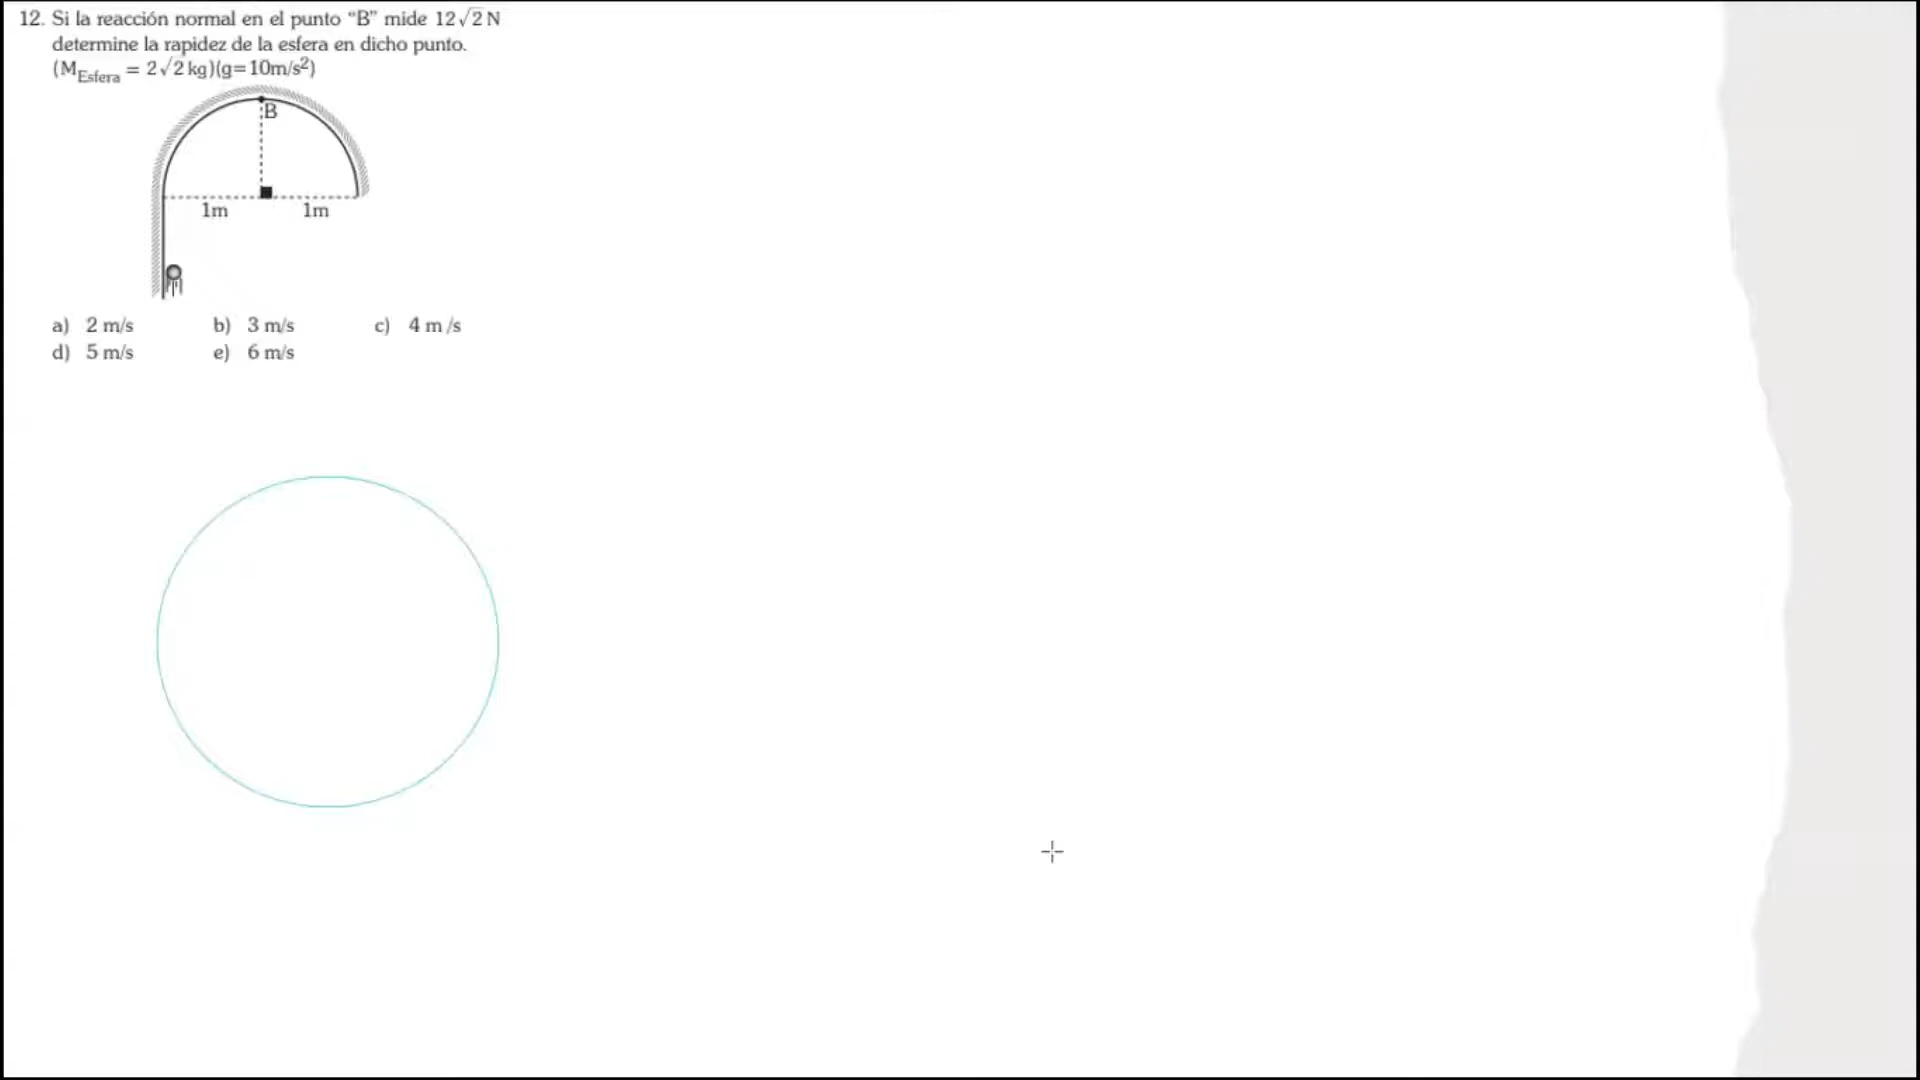 12. Si la reacción normal en el punto “B” mide 12√2 N
determine la rapidez de la esfera en dicho punto.
(M_Esfera = 2√2 kg)(g=10m/s²)
B
1m 1m
a) 2 m/s b) 3 m/s c) 4 m /s
d) 5 m/s e) 6 m/s